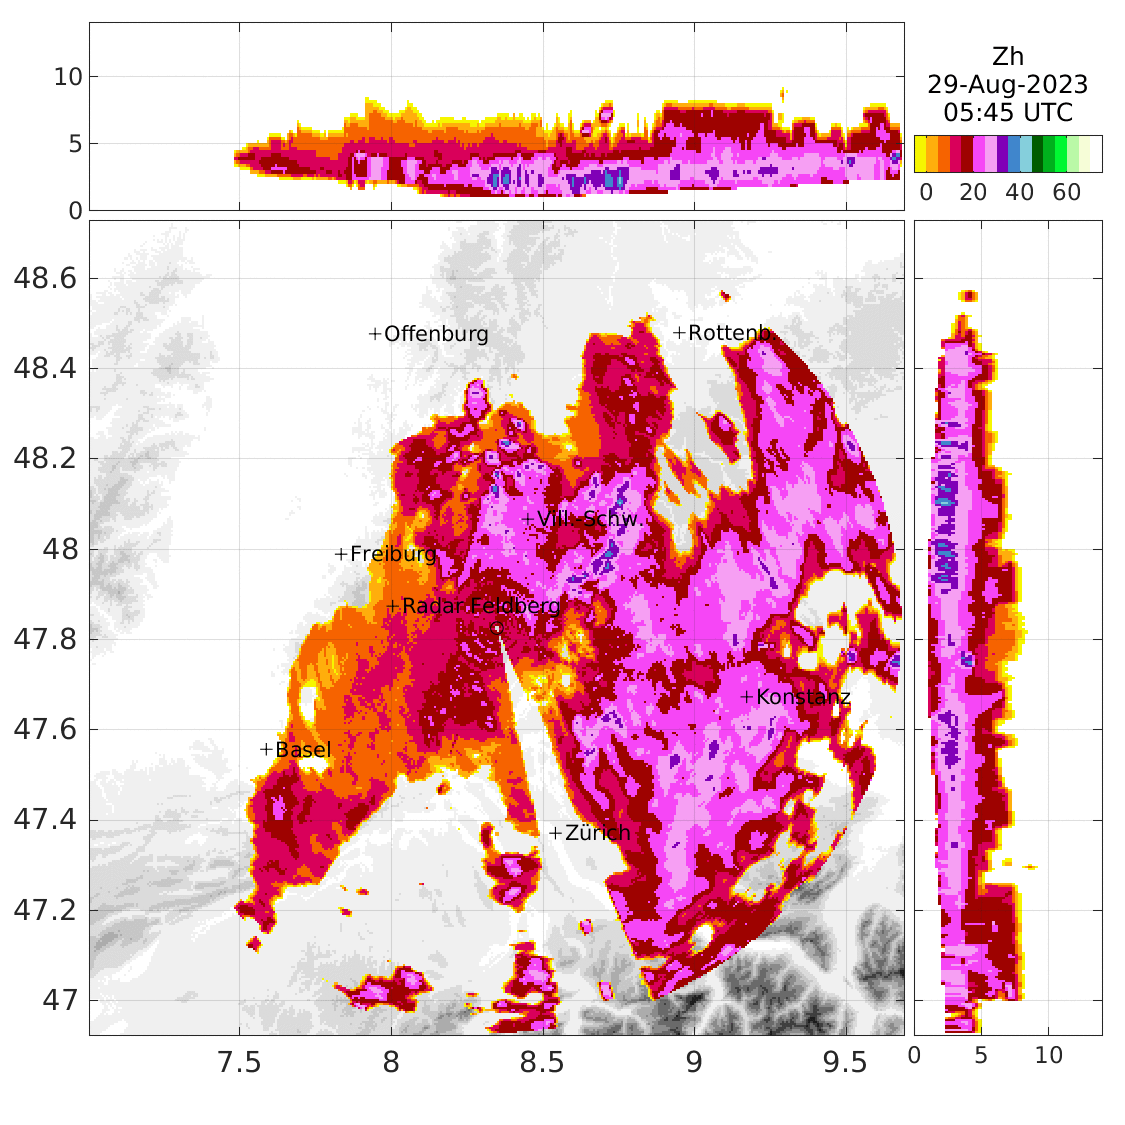 10
5
0
Zh
29-Aug-2023
05:45 UTC
0 20 40 60
48.6
+Offenburg
+Rottenb.
48.4
48.2
+Vill.-Schw.
48
+Freiburg
+Radar Feldberg
47.8
+Konstanz
47.6
+Basel
47.4
+Zürich
47.2
47
7.5 8 8.5 9 9.5
0 5 10